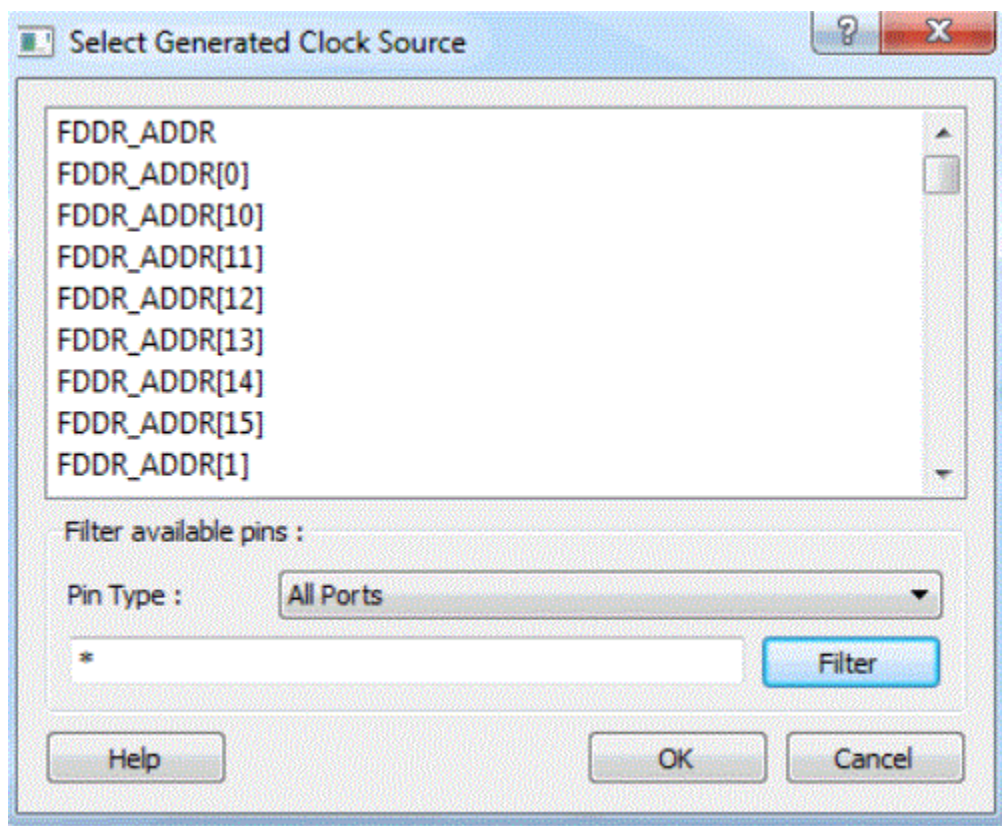 Select Generated Clock Source
?
FDDR_ADDR
FDDR_ADDR[0]
FDDR_ADDR[10]
FDDR_ADDR[11]
FDDR_ADDR[12]
FDDR_ADDR[13]
FDDR_ADDR[14]
FDDR_ADDR[15]
FDDR_ADDR[1]
Filter available pins :
Pin Type : All Ports
* Filter
Help OK Cancel